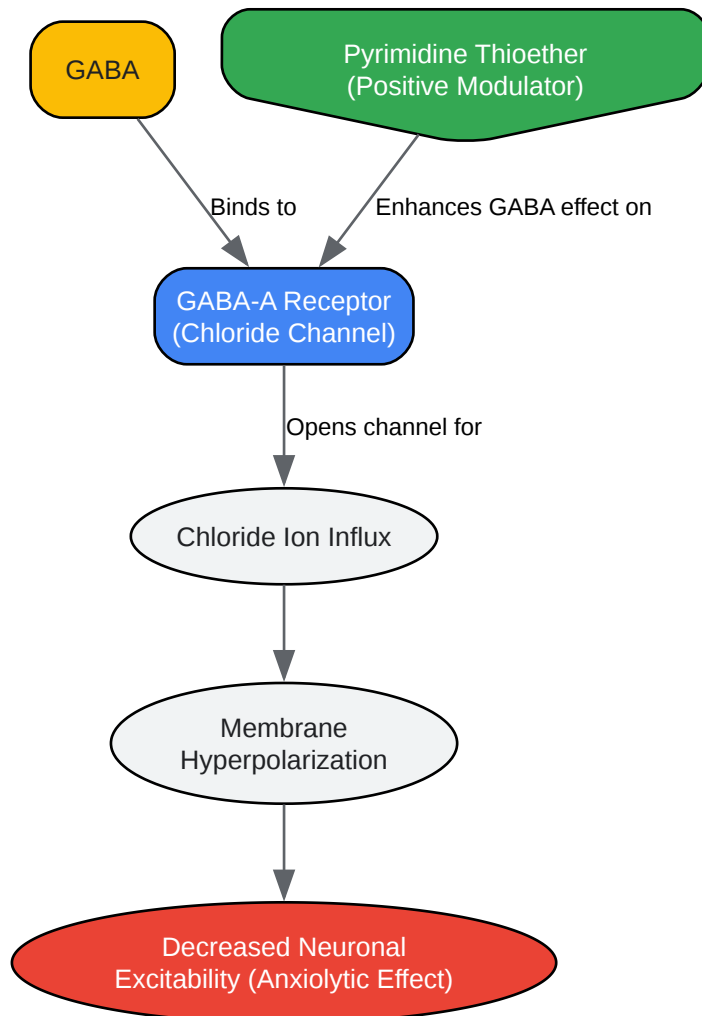 GABA
Pyrimidine Thioether
(Positive Modulator)
Binds to
Enhances GABA effect on
GABA-A Receptor
(Chloride Channel)
Opens channel for
Chloride Ion Influx
Membrane
Hyperpolarization
Decreased Neuronal
Excitability (Anxiolytic Effect)